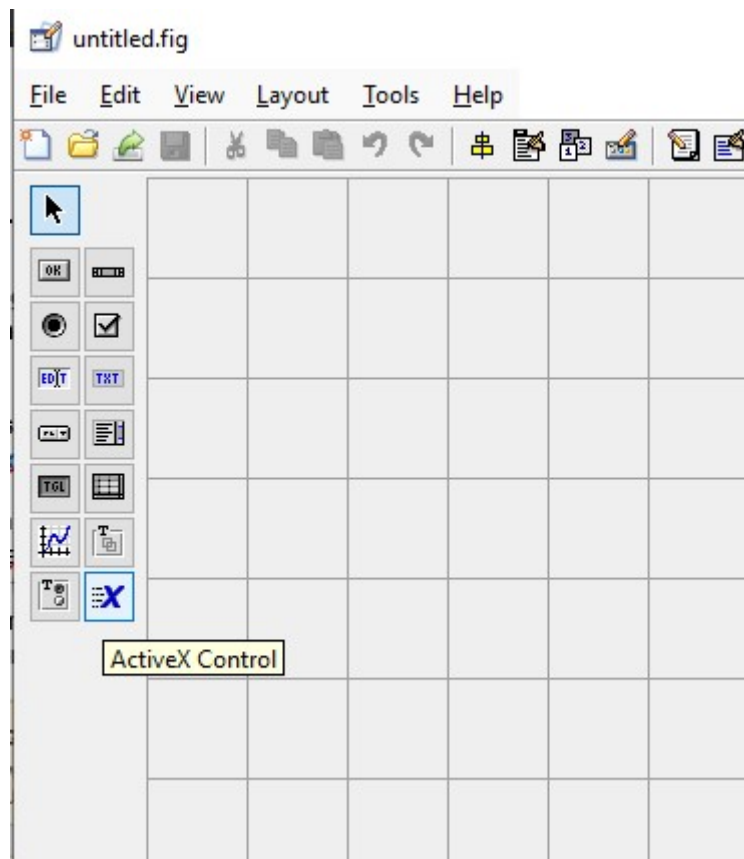 untitled.fig
File Edit View Layout Tools Help
OK
EDIT TXT
TGL
T
T X
ActiveX Control